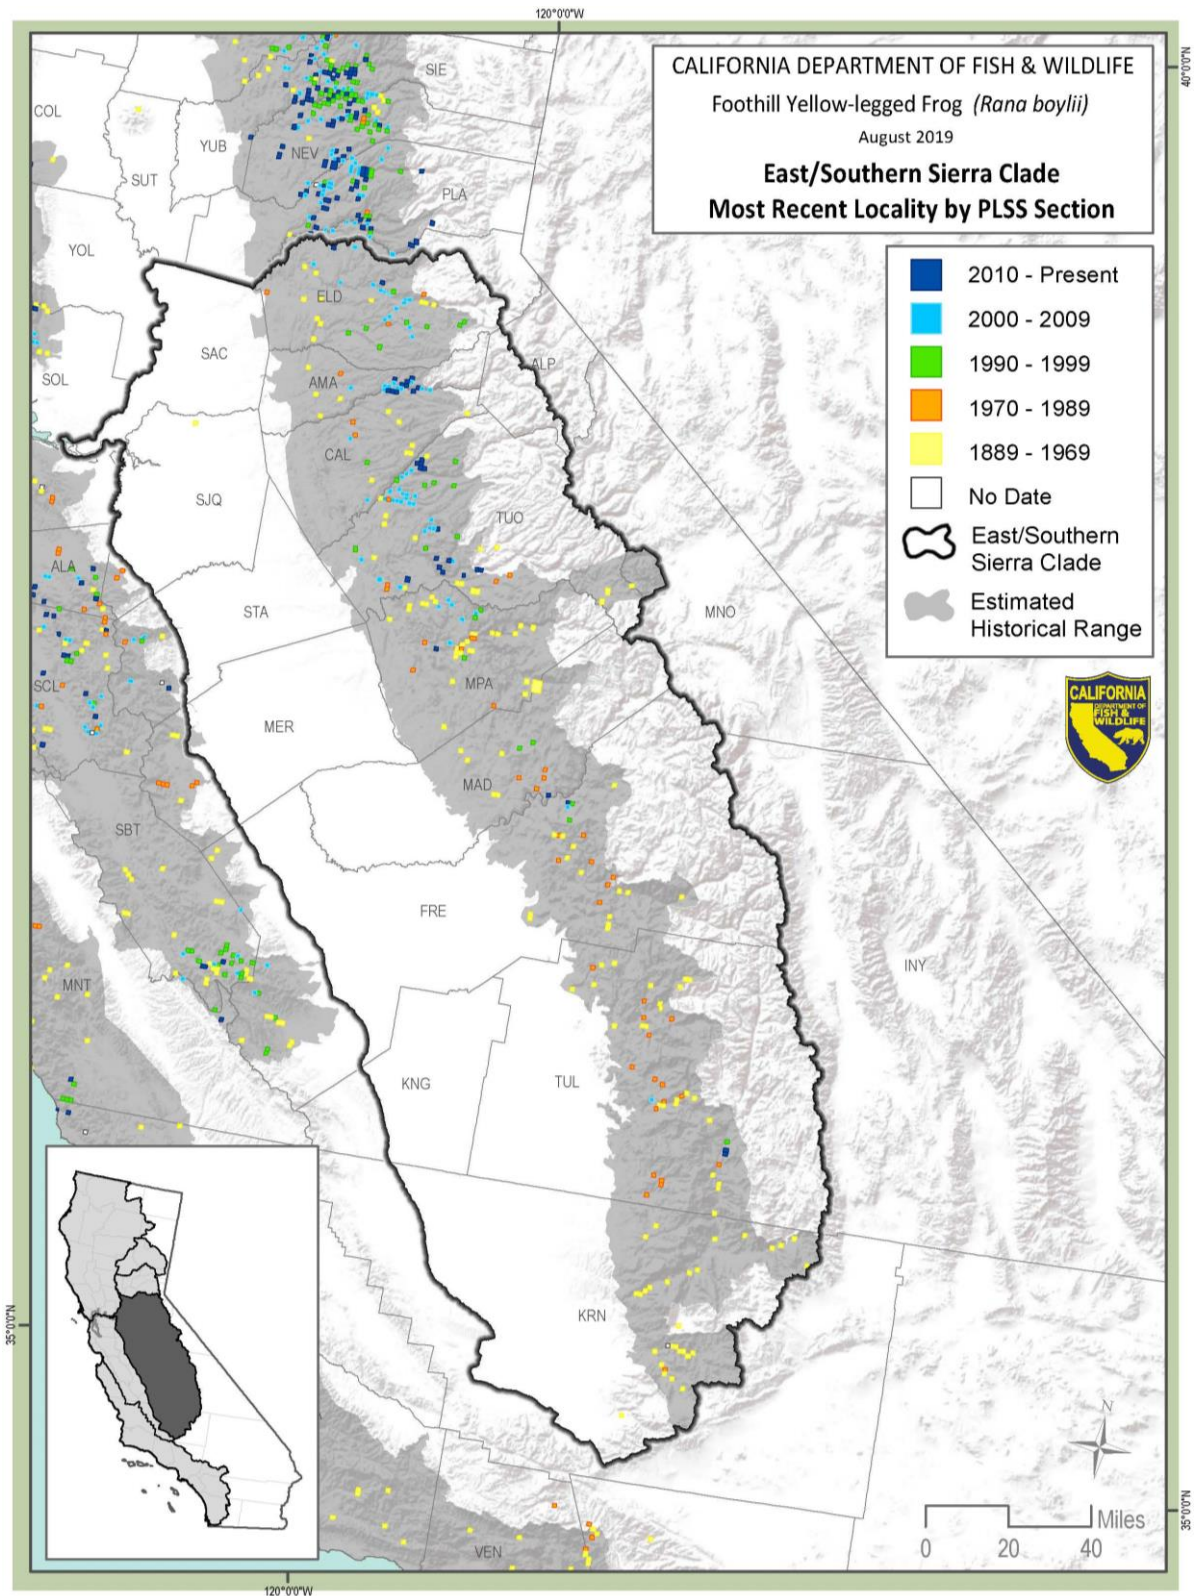 120°0'0"W
40°0'0"N
CALIFORNIA DEPARTMENT OF FISH & WILDLIFE
Foothill Yellow-legged Frog (Rana boylii)
August 2019
East/Southern Sierra Clade
Most Recent Locality by PLSS Section
2010 - Present
2000 - 2009
1990 - 1999
1970 - 1989
1889 - 1969
No Date
East/Southern
Sierra Clade
Estimated
Historical Range
CALIFORNIA
DEPARTMENT OF
FISH &
WILDLIFE
SIE
COL
YUB
NEV
SUT
PLA
YOL
ELD
SAC
ALP
SOL
AMA
CAL
SJQ
TUO
ALA
STA
MNO
SCL
MPA
MER
MAD
SBT
FRE
INY
MNT
KNG
TUL
KRN
VEN
N
Miles
0 20 40
35°0'0"N
35°0'0"N
120°0'0"W